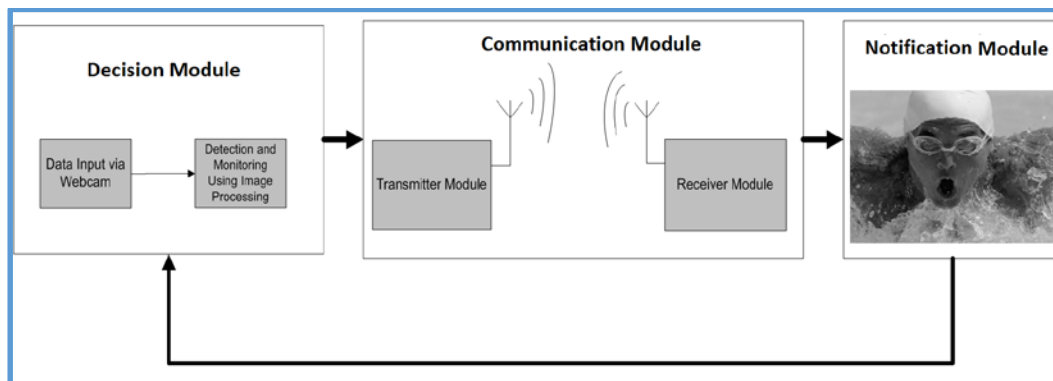 Decision Module
Data Input via
Webcam
Detection and
Monitoring
Using Image
Processing
Communication Module
Transmitter Module
Receiver Module
Notification Module